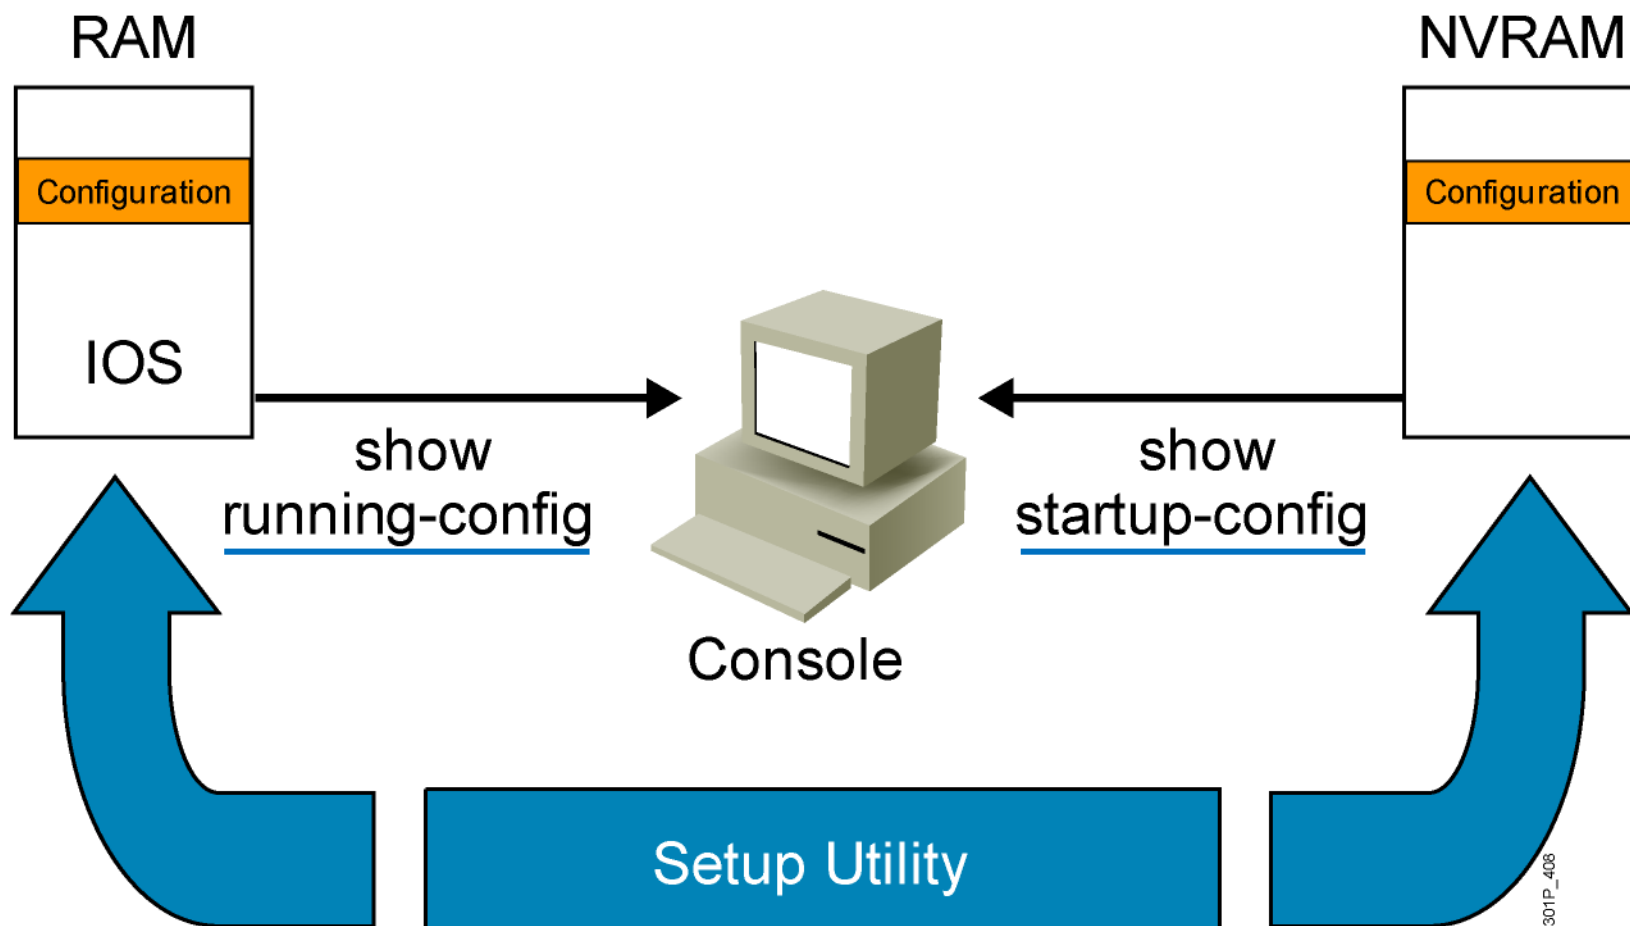 RAM
NVRAM
Configuration
Configuration
IOS
show
running-config
show
startup-config
Console
Setup Utility
301P_408